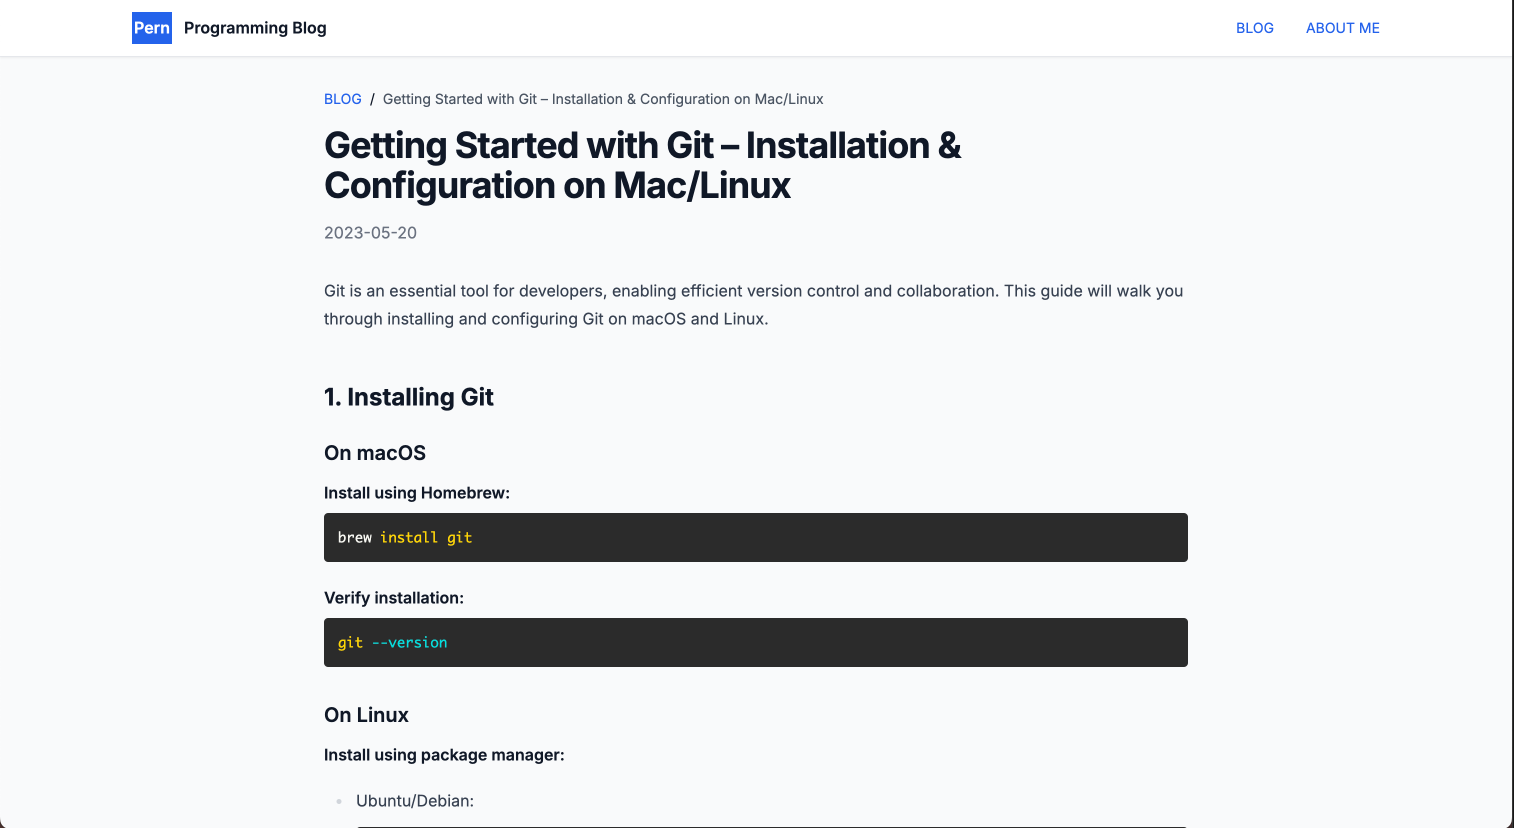 Pern Programming Blog BLOG ABOUT ME
BLOG / Getting Started with Git – Installation & Configuration on Mac/Linux
Getting Started with Git – Installation &
Configuration on Mac/Linux
2023-05-20
Git is an essential tool for developers, enabling efficient version control and collaboration. This guide will walk you
through installing and configuring Git on macOS and Linux.
1. Installing Git
On macOS
Install using Homebrew:
brew install git
Verify installation:
git --version
On Linux
Install using package manager:
Ubuntu/Debian: